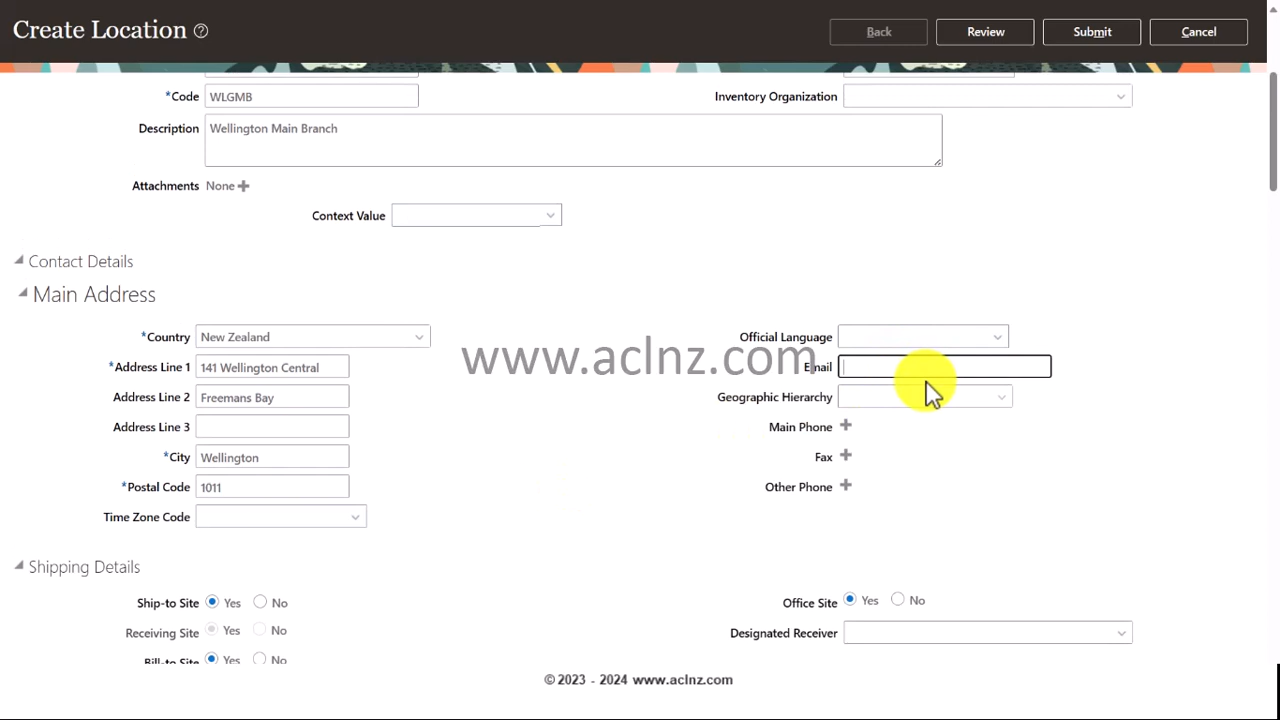 Create Location
Back Review Submit Cancel
*Code WLGMB Inventory Organization
Description Wellington Main Branch
Attachments None
Context Value
Contact Details
Main Address
*Country New Zealand Official Language
*Address Line 1 141 Wellington Central Email
Address Line 2 Freemans Bay Geographic Hierarchy
Address Line 3 Main Phone
*City Wellington Fax
*Postal Code 1011 Other Phone
Time Zone Code
www.aclnz.com
Shipping Details
Ship-to Site Yes No Office Site Yes No
Receiving Site Yes No Designated Receiver
Bill-to Site Yes No
© 2023 - 2024 www.aclnz.com